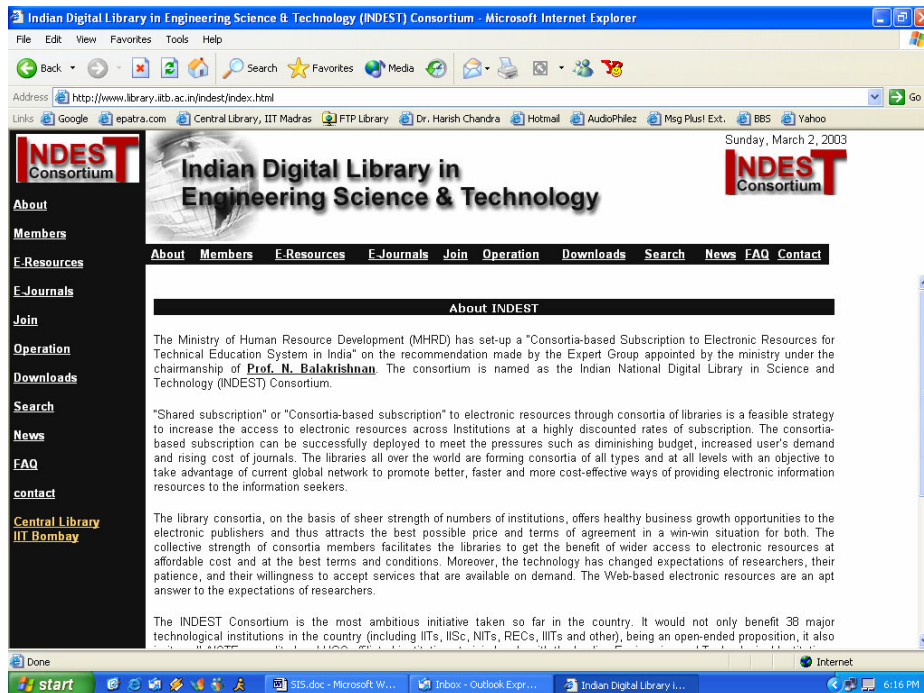 Indian Digital Library in Engineering Science & Technology (INDEST) Consortium - Microsoft Internet Explorer
File Edit View Favorites Tools Help
Back Search Favorites Media
Address http://www.library.iitb.ac.in/indest/index.html Go
Links Google epatra.com Central Library, IIT Madras FTP Library Dr. Harish Chandra Hotmail AudioPhilez Msg Plus! Ext. BBS Yahoo
Sunday, March 2, 2003
INDEST
Consortium
Indian Digital Library in
Engineering Science & Technology
INDEST
Consortium
About
Members
E-Resources
E-Journals
Join
Operation
Downloads
Search
News
FAQ
contact
Central Library
IIT Bombay
About Members E-Resources E-Journals Join Operation Downloads Search News FAQ Contact
About INDEST
The Ministry of Human Resource Development (MHRD) has set-up a "Consortia-based Subscription to Electronic Resources for
Technical Education System in India" on the recommendation made by the Expert Group appointed by the ministry under the
chairmanship of Prof. N. Balakrishnan. The consortium is named as the Indian National Digital Library in Science and
Technology (INDEST) Consortium.
"Shared subscription" or "Consortia-based subscription" to electronic resources through consortia of libraries is a feasible strategy
to increase the access to electronic resources across Institutions at a highly discounted rates of subscription. The consortia-
based subscription can be successfully deployed to meet the pressures such as diminishing budget, increased user's demand
and rising cost of journals. The libraries all over the world are forming consortia of all types and at all levels with an objective to
take advantage of current global network to promote better, faster and more cost-effective ways of providing electronic information
resources to the information seekers.
The library consortia, on the basis of sheer strength of numbers of institutions, offers healthy business growth opportunities to the
electronic publishers and thus attracts the best possible price and terms of agreement in a win-win situation for both. The
collective strength of consortia members facilitates the libraries to get the benefit of wider access to electronic resources at
affordable cost and at the best terms and conditions. Moreover, the technology has changed expectations of researchers, their
patience, and their willingness to accept services that are available on demand. The Web-based electronic resources are an apt
answer to the expectations of researchers.
The INDEST Consortium is the most ambitious initiative taken so far in the country. It would not only benefit 38 major
technological institutions in the country (including IITs, IISc, NITs, RECs, IIITs and other), being an open-ended proposition, it also
Done Internet
start SIS.doc - Microsoft W... Inbox - Outlook Expr... Indian Digital Library i... 6:16 PM